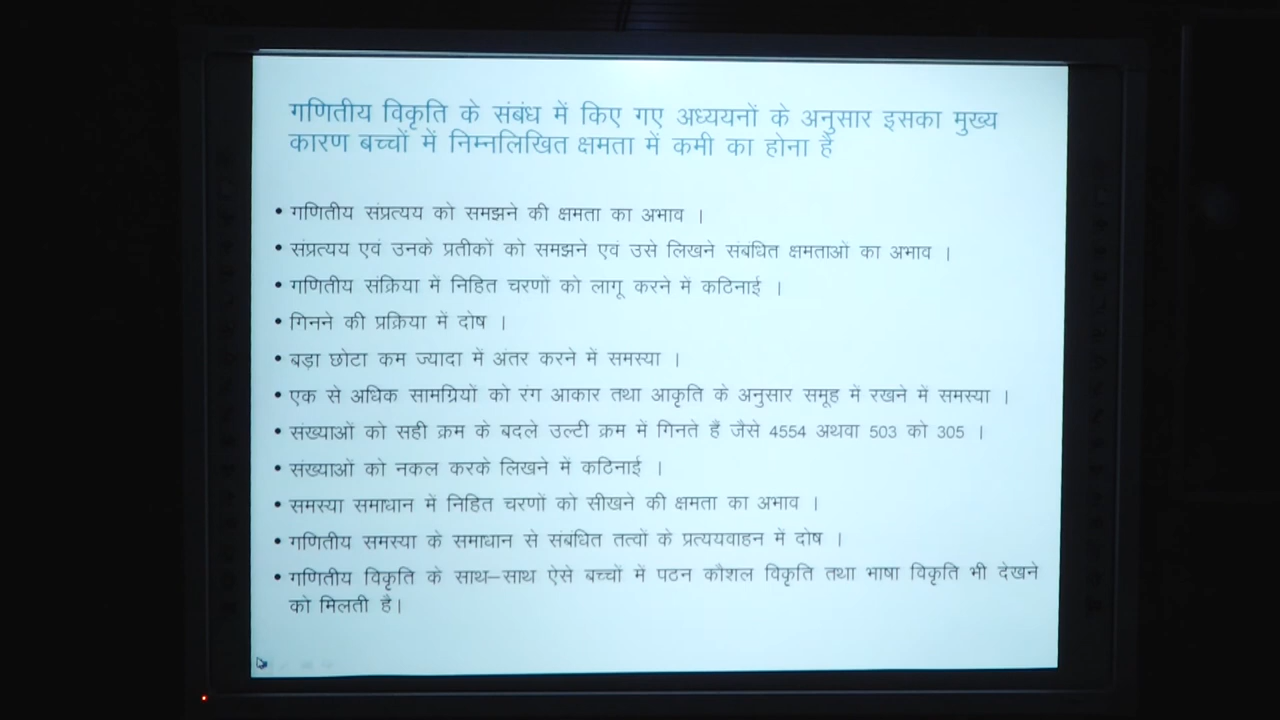 गणितीय विकृति के संबंध में किए गए अध्ययनों के अनुसार इसका मुख्य
कारण बच्चों में निम्नलिखित क्षमता में कमी का होना है
• गणितीय संप्रत्यय को समझने की क्षमता का अभाव ।
• संप्रत्यय एवं उनके प्रतीकों को समझने एवं उसे लिखने संबधित क्षमताओं का अभाव ।
• गणितीय संक्रिया में निहित चरणों को लागू करने में कठिनाई ।
• गिनने की प्रक्रिया में दोष ।
• बड़ा छोटा कम ज्यादा में अंतर करने में समस्या ।
• एक से अधिक सामग्रियों को रंग आकार तथा आकृति के अनुसार समूह में रखने में समस्या ।
• संख्याओं को सही क्रम के बदले उल्टी क्रम में गिनते हैं जैसे 4554 अथवा 503 को 305 ।
• संख्याओं को नकल करके लिखने में कठिनाई ।
• समस्या समाधान में निहित चरणों को सीखने की क्षमता का अभाव ।
• गणितीय समस्या के समाधान से संबंधित तत्वों के प्रत्ययवाहन में दोष ।
• गणितीय विकृति के साथ–साथ ऐसे बच्चों में पठन कौशल विकृति तथा भाषा विकृति भी देखने
को मिलती है।